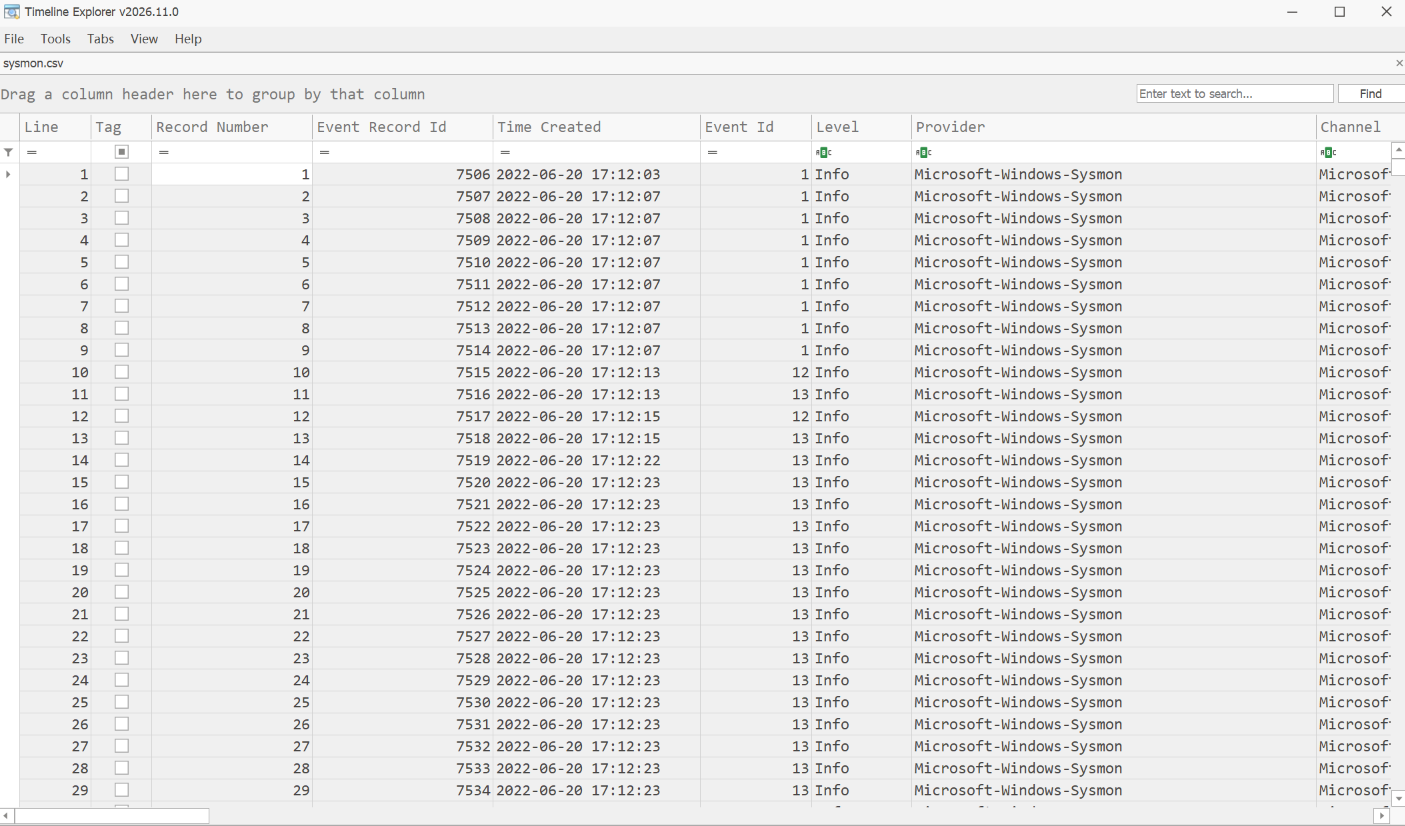 Timeline Explorer v2026.11.0
File Tools Tabs View Help
sysmon.csv
Drag a column header here to group by that column Enter text to search... Find
Line Tag Record Number Event Record Id Time Created Event Id Level Provider Channel
= = = = = ABC ABC ABC
1 1 7506 2022-06-20 17:12:03 1 Info Microsoft-Windows-Sysmon Microsof
2 2 7507 2022-06-20 17:12:07 1 Info Microsoft-Windows-Sysmon Microsof
3 3 7508 2022-06-20 17:12:07 1 Info Microsoft-Windows-Sysmon Microsof
4 4 7509 2022-06-20 17:12:07 1 Info Microsoft-Windows-Sysmon Microsof
5 5 7510 2022-06-20 17:12:07 1 Info Microsoft-Windows-Sysmon Microsof
6 6 7511 2022-06-20 17:12:07 1 Info Microsoft-Windows-Sysmon Microsof
7 7 7512 2022-06-20 17:12:07 1 Info Microsoft-Windows-Sysmon Microsof
8 8 7513 2022-06-20 17:12:07 1 Info Microsoft-Windows-Sysmon Microsof
9 9 7514 2022-06-20 17:12:07 1 Info Microsoft-Windows-Sysmon Microsof
10 10 7515 2022-06-20 17:12:13 12 Info Microsoft-Windows-Sysmon Microsof
11 11 7516 2022-06-20 17:12:13 13 Info Microsoft-Windows-Sysmon Microsof
12 12 7517 2022-06-20 17:12:15 12 Info Microsoft-Windows-Sysmon Microsof
13 13 7518 2022-06-20 17:12:15 13 Info Microsoft-Windows-Sysmon Microsof
14 14 7519 2022-06-20 17:12:22 13 Info Microsoft-Windows-Sysmon Microsof
15 15 7520 2022-06-20 17:12:23 13 Info Microsoft-Windows-Sysmon Microsof
16 16 7521 2022-06-20 17:12:23 13 Info Microsoft-Windows-Sysmon Microsof
17 17 7522 2022-06-20 17:12:23 13 Info Microsoft-Windows-Sysmon Microsof
18 18 7523 2022-06-20 17:12:23 13 Info Microsoft-Windows-Sysmon Microsof
19 19 7524 2022-06-20 17:12:23 13 Info Microsoft-Windows-Sysmon Microsof
20 20 7525 2022-06-20 17:12:23 13 Info Microsoft-Windows-Sysmon Microsof
21 21 7526 2022-06-20 17:12:23 13 Info Microsoft-Windows-Sysmon Microsof
22 22 7527 2022-06-20 17:12:23 13 Info Microsoft-Windows-Sysmon Microsof
23 23 7528 2022-06-20 17:12:23 13 Info Microsoft-Windows-Sysmon Microsof
24 24 7529 2022-06-20 17:12:23 13 Info Microsoft-Windows-Sysmon Microsof
25 25 7530 2022-06-20 17:12:23 13 Info Microsoft-Windows-Sysmon Microsof
26 26 7531 2022-06-20 17:12:23 13 Info Microsoft-Windows-Sysmon Microsof
27 27 7532 2022-06-20 17:12:23 13 Info Microsoft-Windows-Sysmon Microsof
28 28 7533 2022-06-20 17:12:23 13 Info Microsoft-Windows-Sysmon Microsof
29 29 7534 2022-06-20 17:12:23 13 Info Microsoft-Windows-Sysmon Microsof